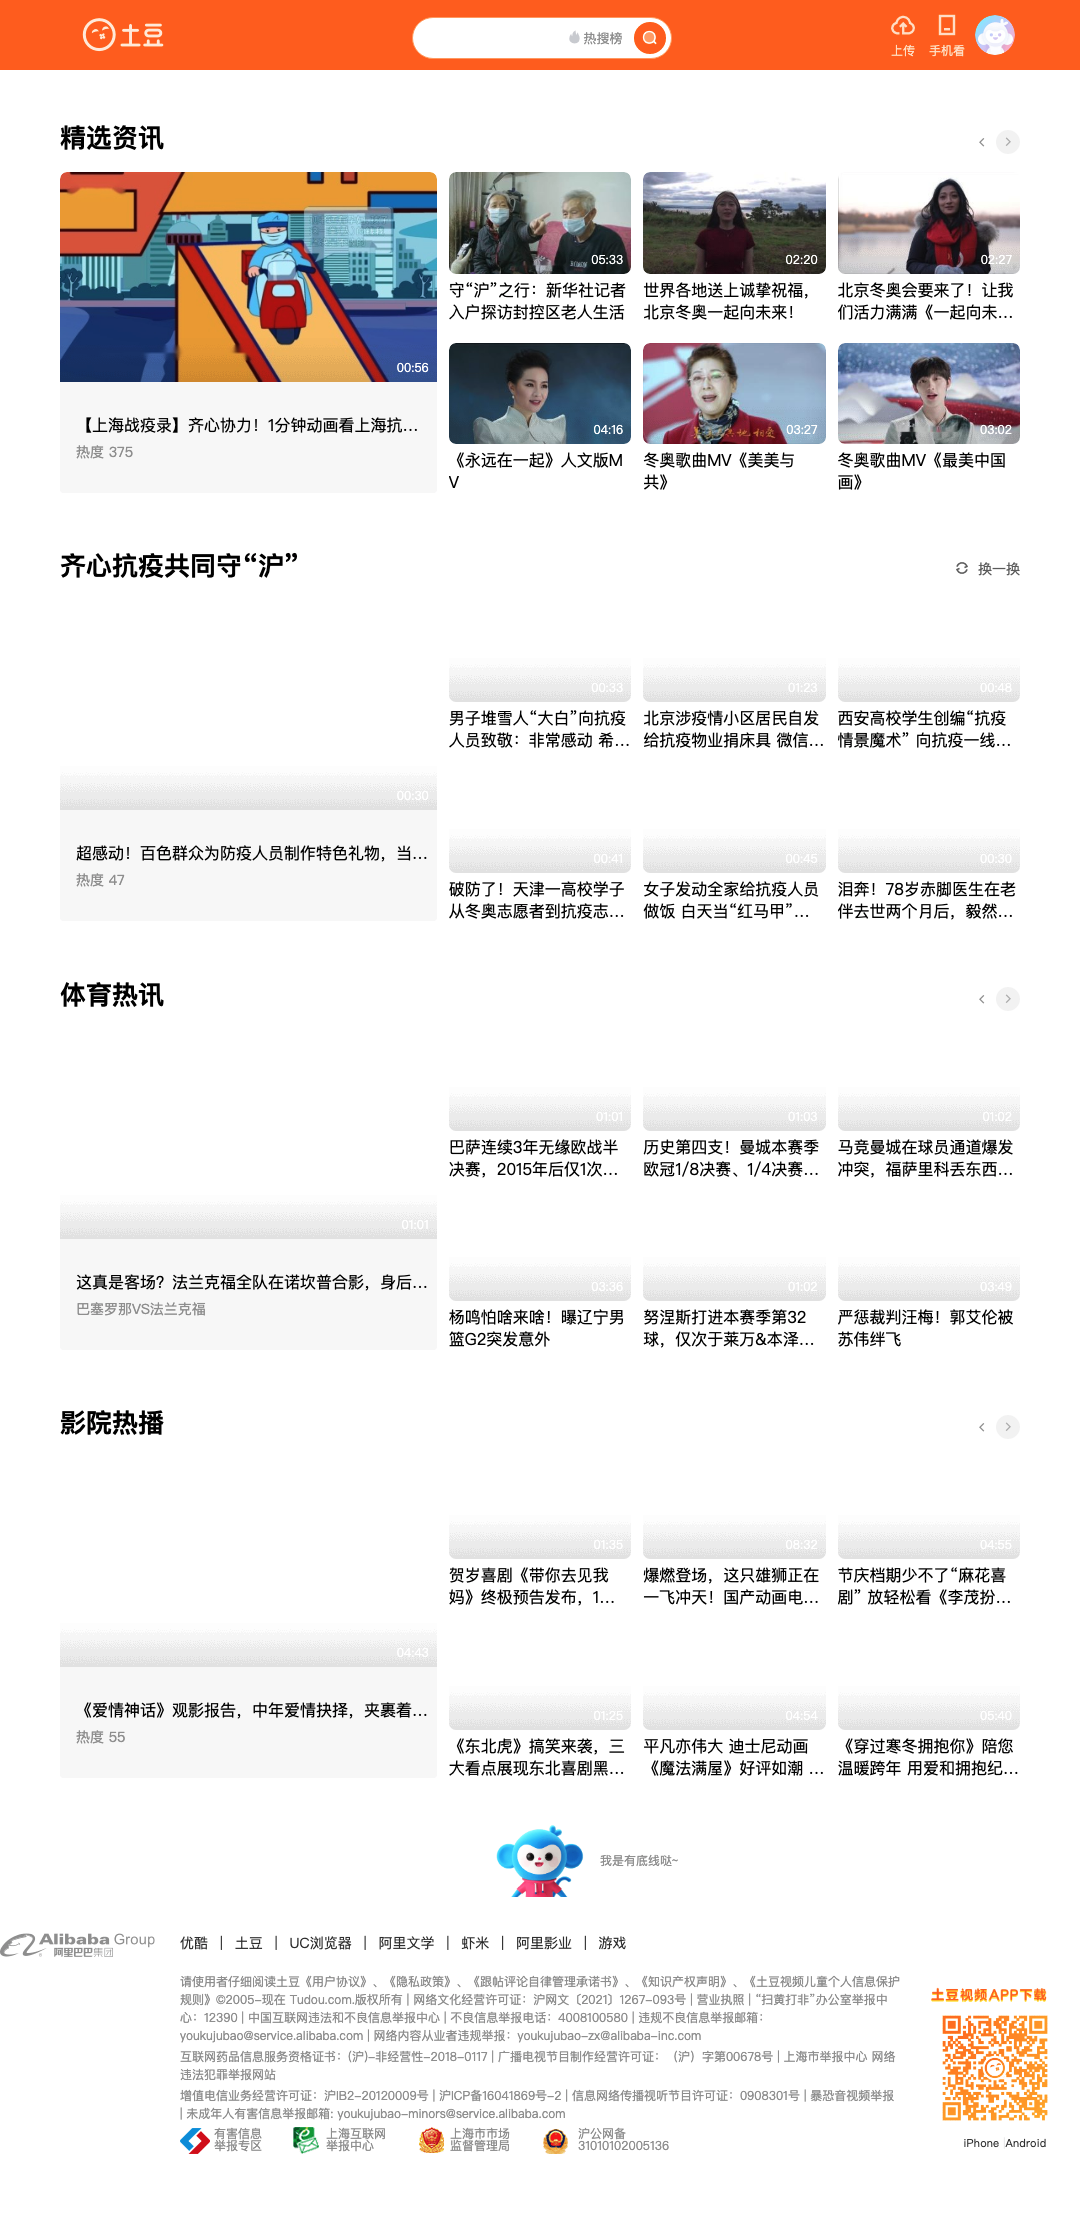 土豆
热搜榜
上传
手机看
精选资讯
00:56
【上海战疫录】齐心协力！1分钟动画看上海抗...
热度 375
05:33
守“沪”之行：新华社记者
入户探访封控区老人生活
02:20
世界各地送上诚挚祝福，
北京冬奥一起向未来！
02:27
北京冬奥会要来了！让我
们活力满满《一起向未...
04:16
《永远在一起》人文版M
V
03:27
冬奥歌曲MV《美美与
共》
03:02
冬奥歌曲MV《最美中国
画》
齐心抗疫共同守“沪”
换一换
00:30
超感动！百色群众为防疫人员制作特色礼物，当...
热度 47
00:33
男子堆雪人“大白”向抗疫
人员致敬：非常感动 希...
01:23
北京涉疫情小区居民自发
给抗疫物业捐床具 微信...
00:48
西安高校学生创编“抗疫
情景魔术” 向抗疫一线...
00:41
破防了！天津一高校学子
从冬奥志愿者到抗疫志...
00:45
女子发动全家给抗疫人员
做饭 白天当“红马甲”...
00:30
泪奔！78岁赤脚医生在老
伴去世两个月后，毅然...
体育热讯
01:01
这真是客场？法兰克福全队在诺坎普合影，身后...
巴塞罗那VS法兰克福
01:01
巴萨连续3年无缘欧战半
决赛，2015年后仅1次...
01:03
历史第四支！曼城本赛季
欧冠1/8决赛、1/4决赛...
01:02
马竞曼城在球员通道爆发
冲突，福萨里科丢东西...
03:36
杨鸣怕啥来啥！曝辽宁男
篮G2突发意外
01:02
努涅斯打进本赛季第32
球，仅次于莱万&本泽...
03:49
严惩裁判汪梅！郭艾伦被
苏伟绊飞
影院热播
04:43
《爱情神话》观影报告，中年爱情抉择，夹裹着...
热度 55
01:35
贺岁喜剧《带你去见我
妈》终极预告发布，1...
08:32
爆燃登场，这只雄狮正在
一飞冲天！国产动画电...
04:55
节庆档期少不了“麻花喜
剧” 放轻松看《李茂扮...
01:25
《东北虎》搞笑来袭，三
大看点展现东北喜剧黑...
04:54
平凡亦伟大 迪士尼动画
《魔法满屋》好评如潮 ...
05:40
《穿过寒冬拥抱你》陪您
温暖跨年 用爱和拥抱纪...
我是有底线哒~
Alibaba Group
阿里巴巴集团
优酷 | 土豆 | UC浏览器 | 阿里文学 | 虾米 | 阿里影业 | 游戏
请使用者仔细阅读土豆《用户协议》、《隐私政策》、《跟帖评论自律管理承诺书》、《知识产权声明》、《土豆视频儿童个人信息保护
规则》©2005-现在 Tudou.com.版权所有 | 网络文化经营许可证：沪网文〔2021〕1267-093号 | 营业执照 | “扫黄打非”办公室举报中
心：12390 | 中国互联网违法和不良信息举报中心 | 不良信息举报电话：4008100580 | 违规不良信息举报邮箱：
youkujubao@service.alibaba.com | 网络内容从业者违规举报：youkujubao-zx@alibaba-inc.com
互联网药品信息服务资格证书：(沪)-非经营性-2018-0117 | 广播电视节目制作经营许可证：（沪）字第00678号 | 上海市举报中心 网络
违法犯罪举报网站
增值电信业务经营许可证：沪IB2-20120009号 | 沪ICP备16041869号-2 | 信息网络传播视听节目许可证：0908301号 | 暴恐音视频举报
| 未成年人有害信息举报邮箱: youkujubao-minors@service.alibaba.com
有害信息
举报专区
上海互联网
举报中心
上海市市场
监督管理局
沪公网备
31010102005136
土豆视频APP下载
iPhone Android